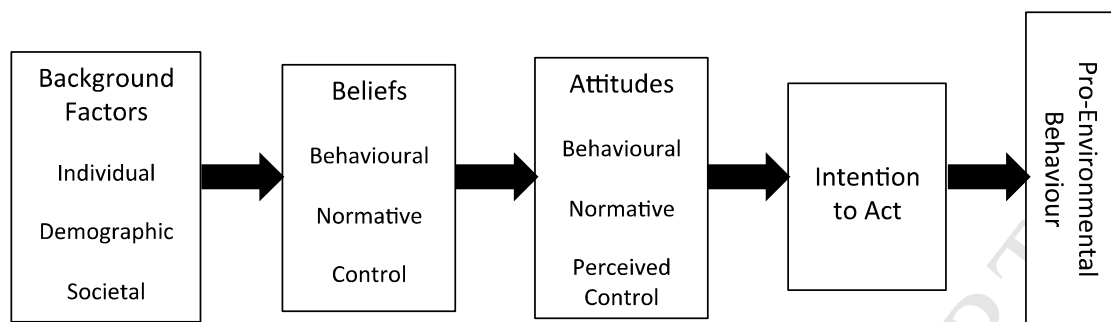 Background
Factors
Individual
Demographic
Societal
Beliefs
Behavioural
Normative
Control
Attitudes
Behavioural
Normative
Perceived
Control
Intention
to Act
Pro-Environmental
Behaviour